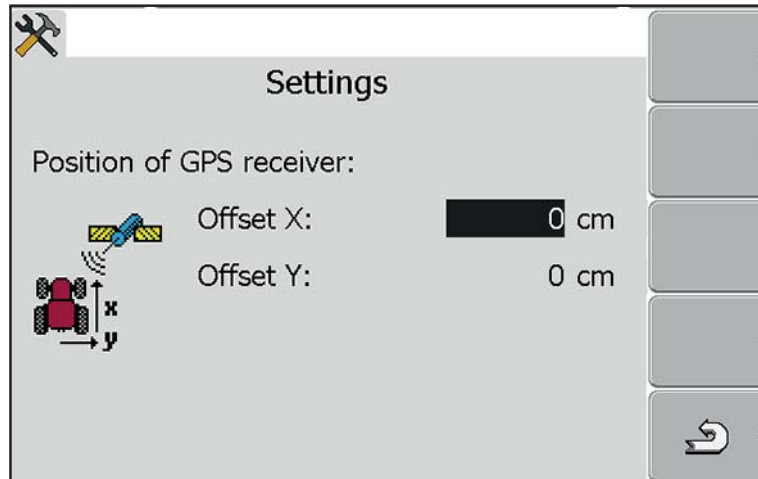 Settings
Position of GPS receiver:
Offset X: 0 cm
Offset Y: 0 cm
x
y